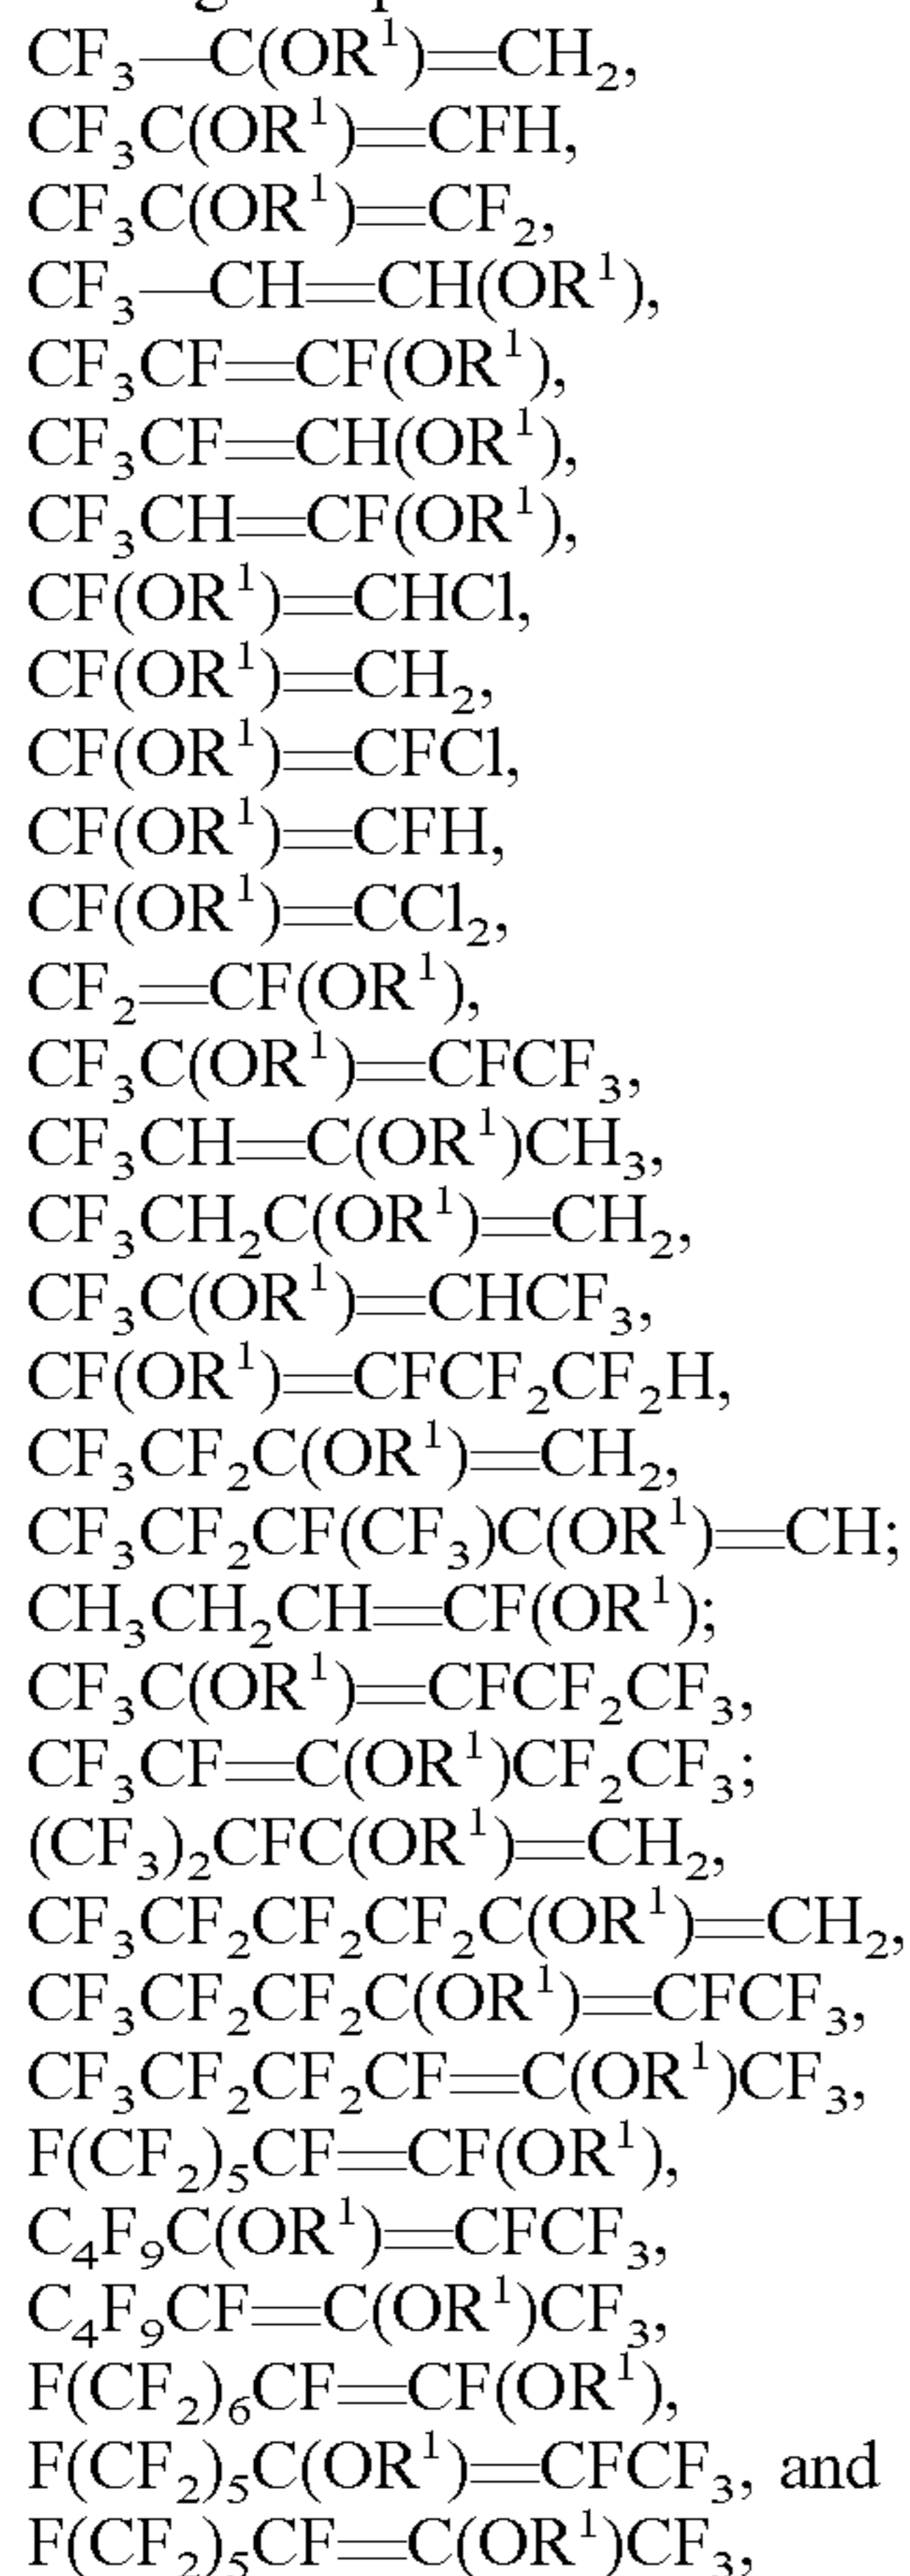 CF₃—C(OR¹)═CH₂,
CF₃C(OR¹)═CFH,
CF₃C(OR¹)═CF₂,
CF₃—CH═CH(OR¹),
CF₃CF═CF(OR¹),
CF₃CF═CH(OR¹),
CF₃CH═CF(OR¹),
CF(OR¹)═CHCl,
CF(OR¹)═CH₂,
CF(OR¹)═CFCl,
CF(OR¹)═CFH,
CF(OR¹)═CCl₂,
CF₂═CF(OR¹),
CF₃C(OR¹)═CFCF₃,
CF₃CH═C(OR¹)CH₃,
CF₃CH₂C(OR¹)═CH₂,
CF₃C(OR¹)═CHCF₃,
CF(OR¹)═CFCF₂CF₂H,
CF₃CF₂C(OR¹)═CH₂,
CF₃CF₂CF(CF₃)C(OR¹)═CH;
CH₃CH₂CH═CF(OR¹);
CF₃C(OR¹)═CFCF₂CF₃,
CF₃CF═C(OR¹)CF₂CF₃;
(CF₃)₂CFC(OR¹)═CH₂,
CF₃CF₂CF₂CF₂C(OR¹)═CH₂,
CF₃CF₂CF₂C(OR¹)═CFCF₃,
CF₃CF₂CF₂CF═C(OR¹)CF₃,
F(CF₂)₅CF═CF(OR¹),
C₄F₉C(OR¹)═CFCF₃,
C₄F₉CF═C(OR¹)CF₃,
F(CF₂)₆CF═CF(OR¹),
F(CF₂)₅C(OR¹)═CFCF₃, and
F(CF₂)₅CF═C(OR¹)CF₃,